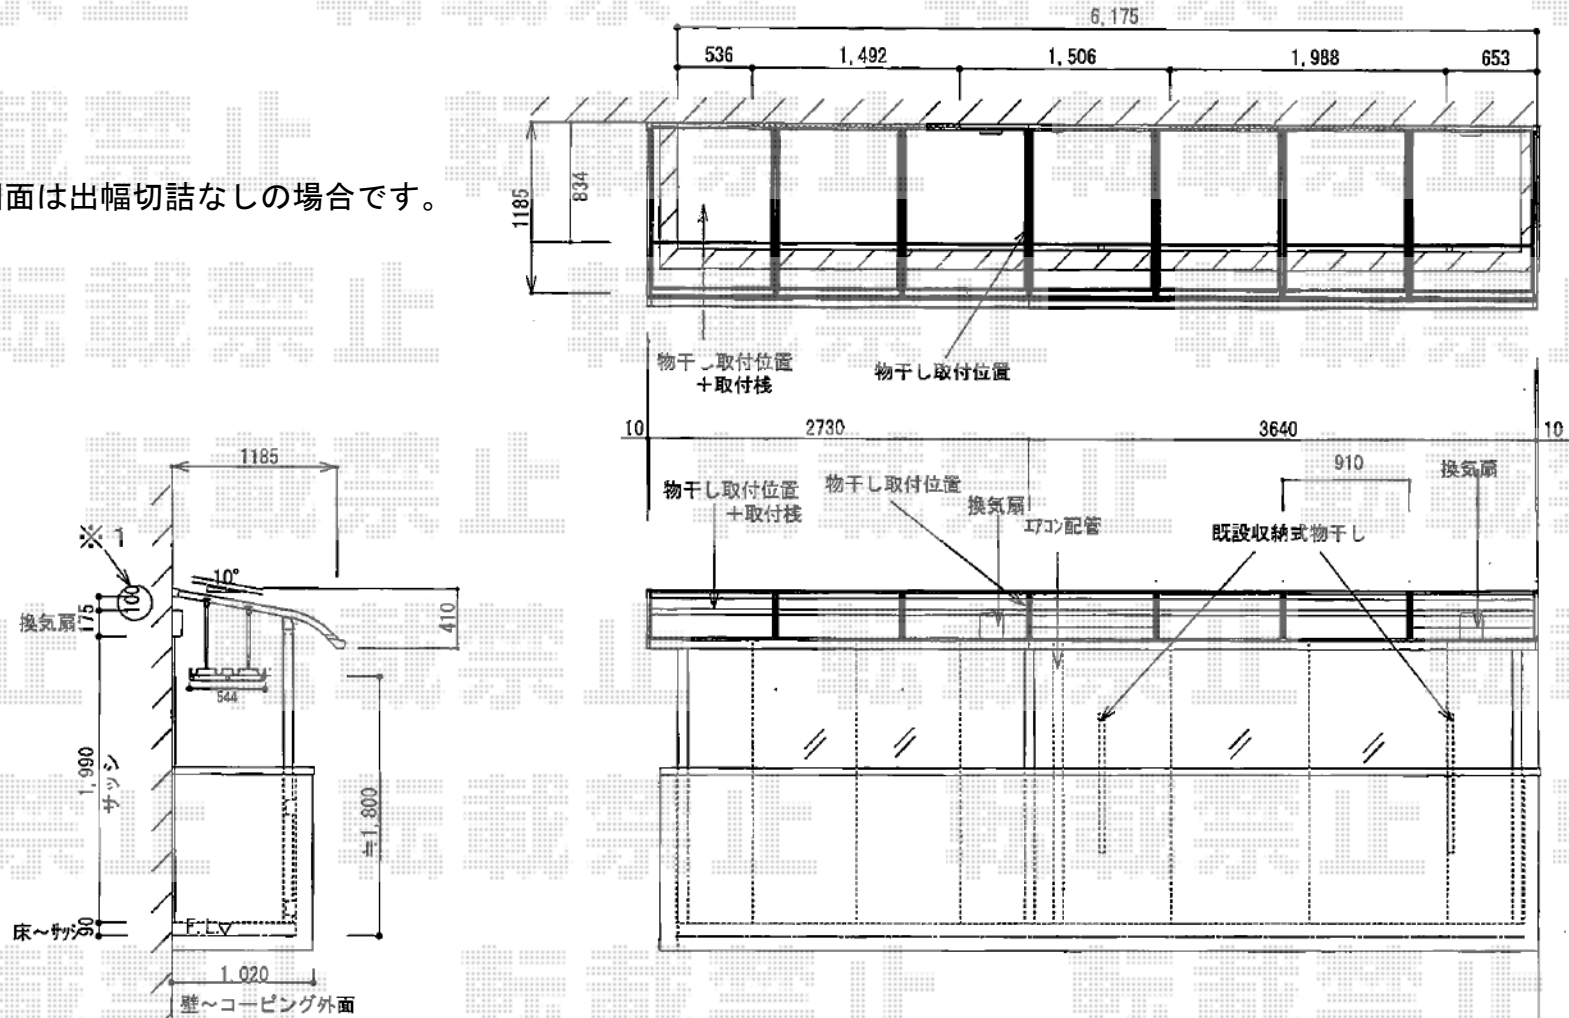 6,175
536 1,492 1,506 1,988 653
面は出幅切詰なしの場合です。
1185
834
物干し取付位置
+取付桟
物干し取付位置
10 2730 3640 10
910
1185
物干し取付位置
+取付桟
物干し取付位置
換気扇
エアコン配管
換気扇
既設収納式物干し
※1
10°
100
175
換気扇
410
544
1,990
サッシ
≒1,800
床~サッシ
90
F.L▽
1,020
壁~コーピング外面
転載禁止